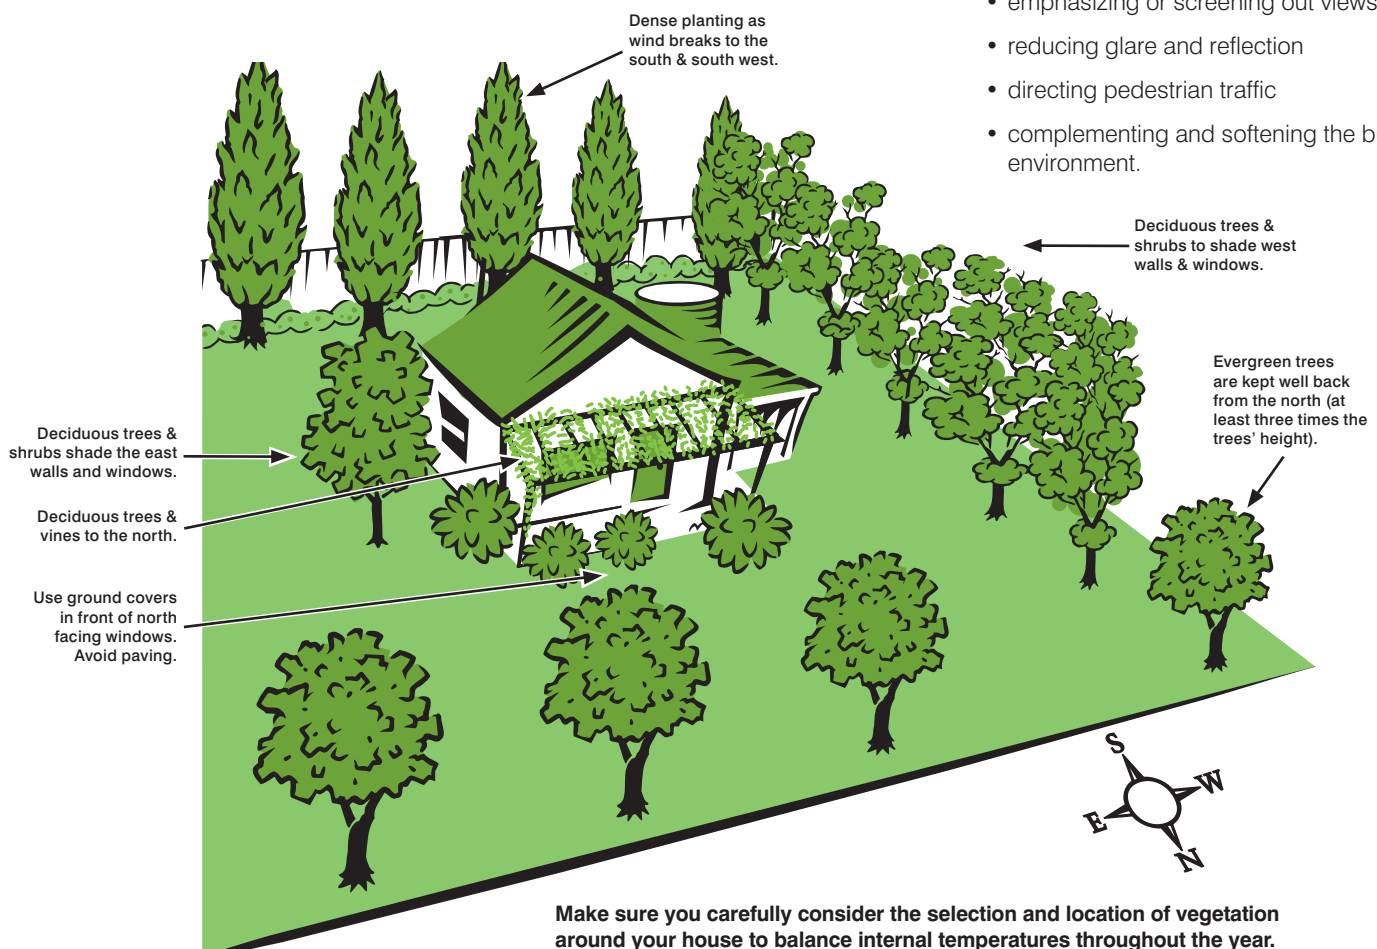 • emphasizing or screening out views
• reducing glare and reflection
• directing pedestrian traffic
• complementing and softening the
environment.
Dense planting as
wind breaks to the
south & south west.
Deciduous trees &
shrubs to shade west
walls & windows.
Evergreen trees
are kept well back
from the north (at
least three times the
trees’ height).
Deciduous trees &
shrubs shade the east
walls and windows.
Deciduous trees &
vines to the north.
Use ground covers
in front of north
facing windows.
Avoid paving.
S
W
E
N
Make sure you carefully consider the selection and location of vegetation
around your house to balance internal temperatures throughout the year.